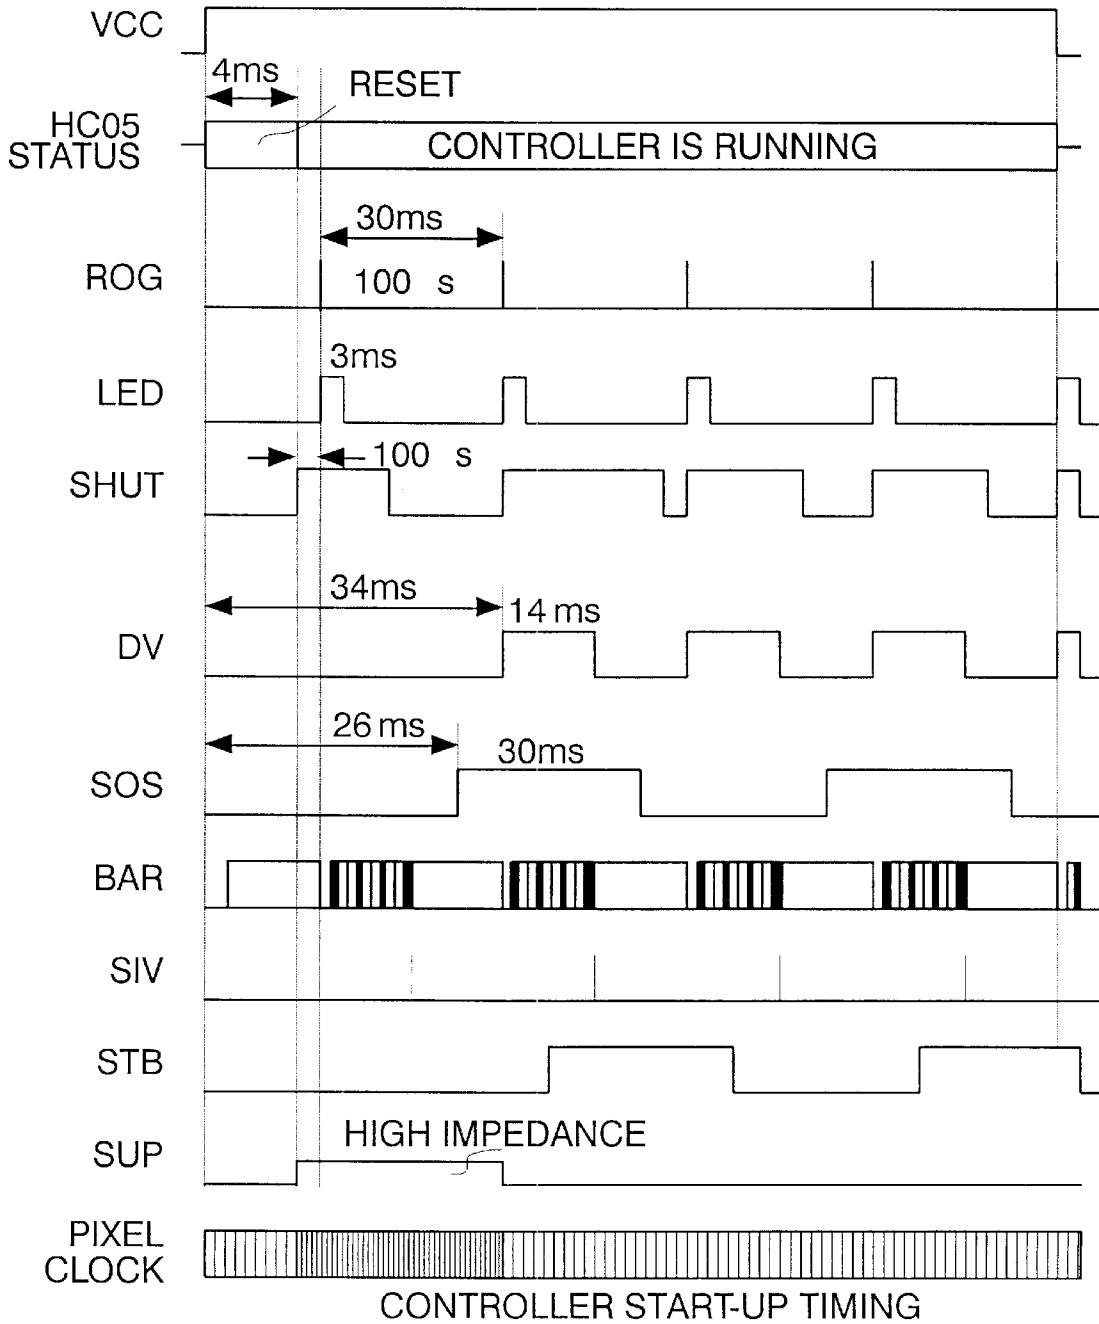 VCC
4ms
RESET
HC05
STATUS
CONTROLLER IS RUNNING
30ms
ROG
100 s
3ms
LED
100 s
SHUT
34ms
14 ms
DV
26 ms
30ms
SOS
BAR
SIV
STB
HIGH IMPEDANCE
SUP
PIXEL
CLOCK
CONTROLLER START-UP TIMING